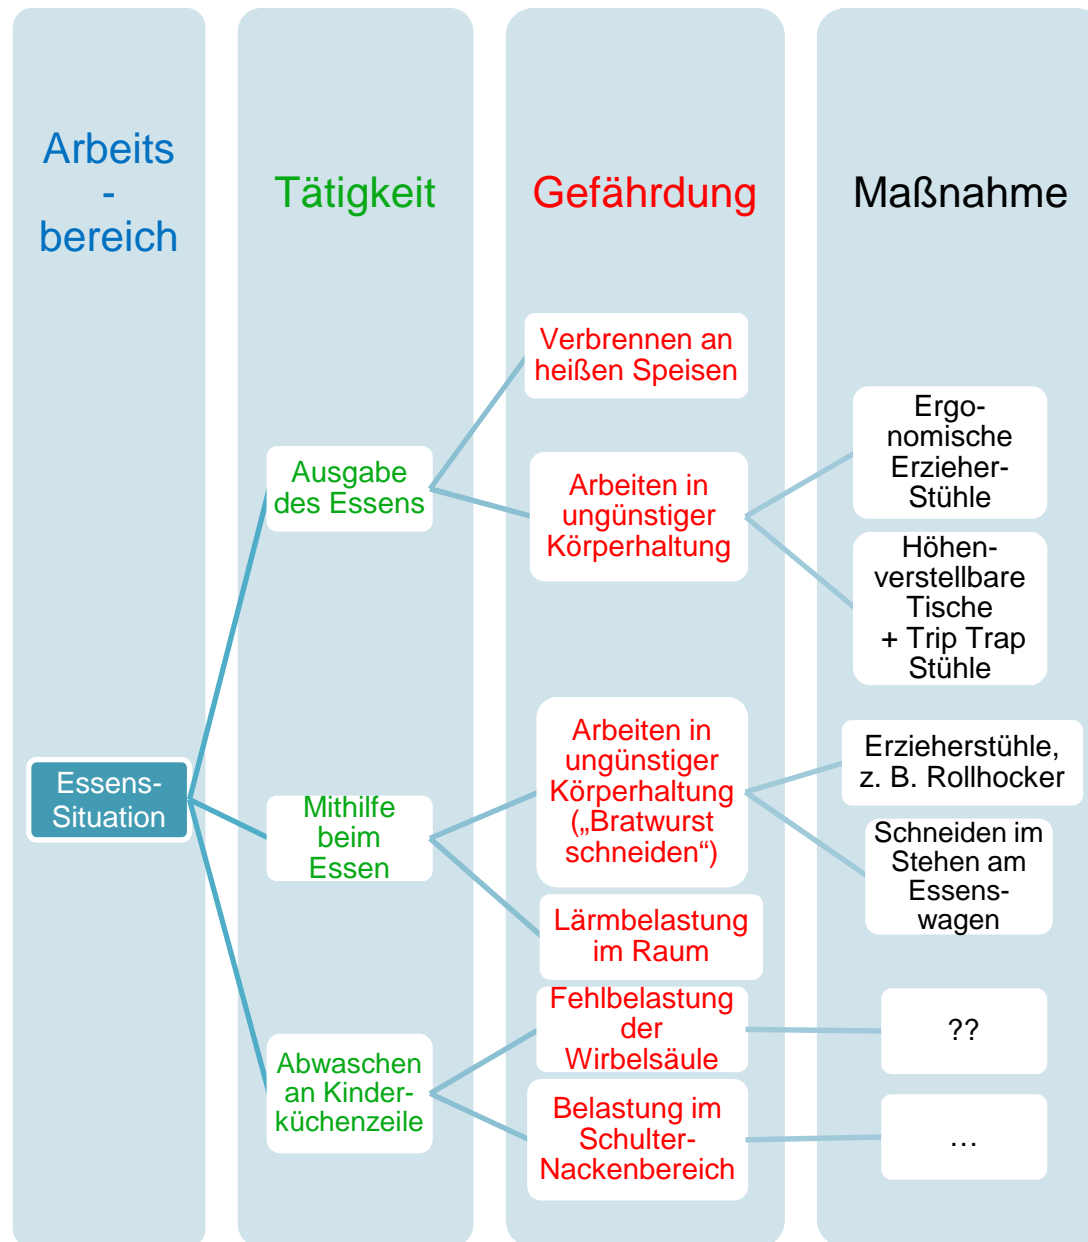 Arbeits
-
bereich
Tätigkeit
Gefährdung
Maßnahme
Essens-
Situation
Ausgabe
des Essens
Mithilfe
beim
Essen
Abwaschen
an Kinder-
küchenzeile
Verbrennen an
heißen Speisen
Arbeiten in
ungünstiger
Körperhaltung
Arbeiten in
ungünstiger
Körperhaltung
(„Bratwurst
schneiden“)
Lärmbelastung
im Raum
Fehlbelastung
der
Wirbelsäule
Belastung im
Schulter-
Nackenbereich
Ergo-
nomische
Erzieher-
Stühle
Höhen-
verstellbare
Tische
+ Trip Trap
Stühle
Erzieherstühle,
z. B. Rollhocker
Schneiden im
Stehen am
Essens-
wagen
??
…